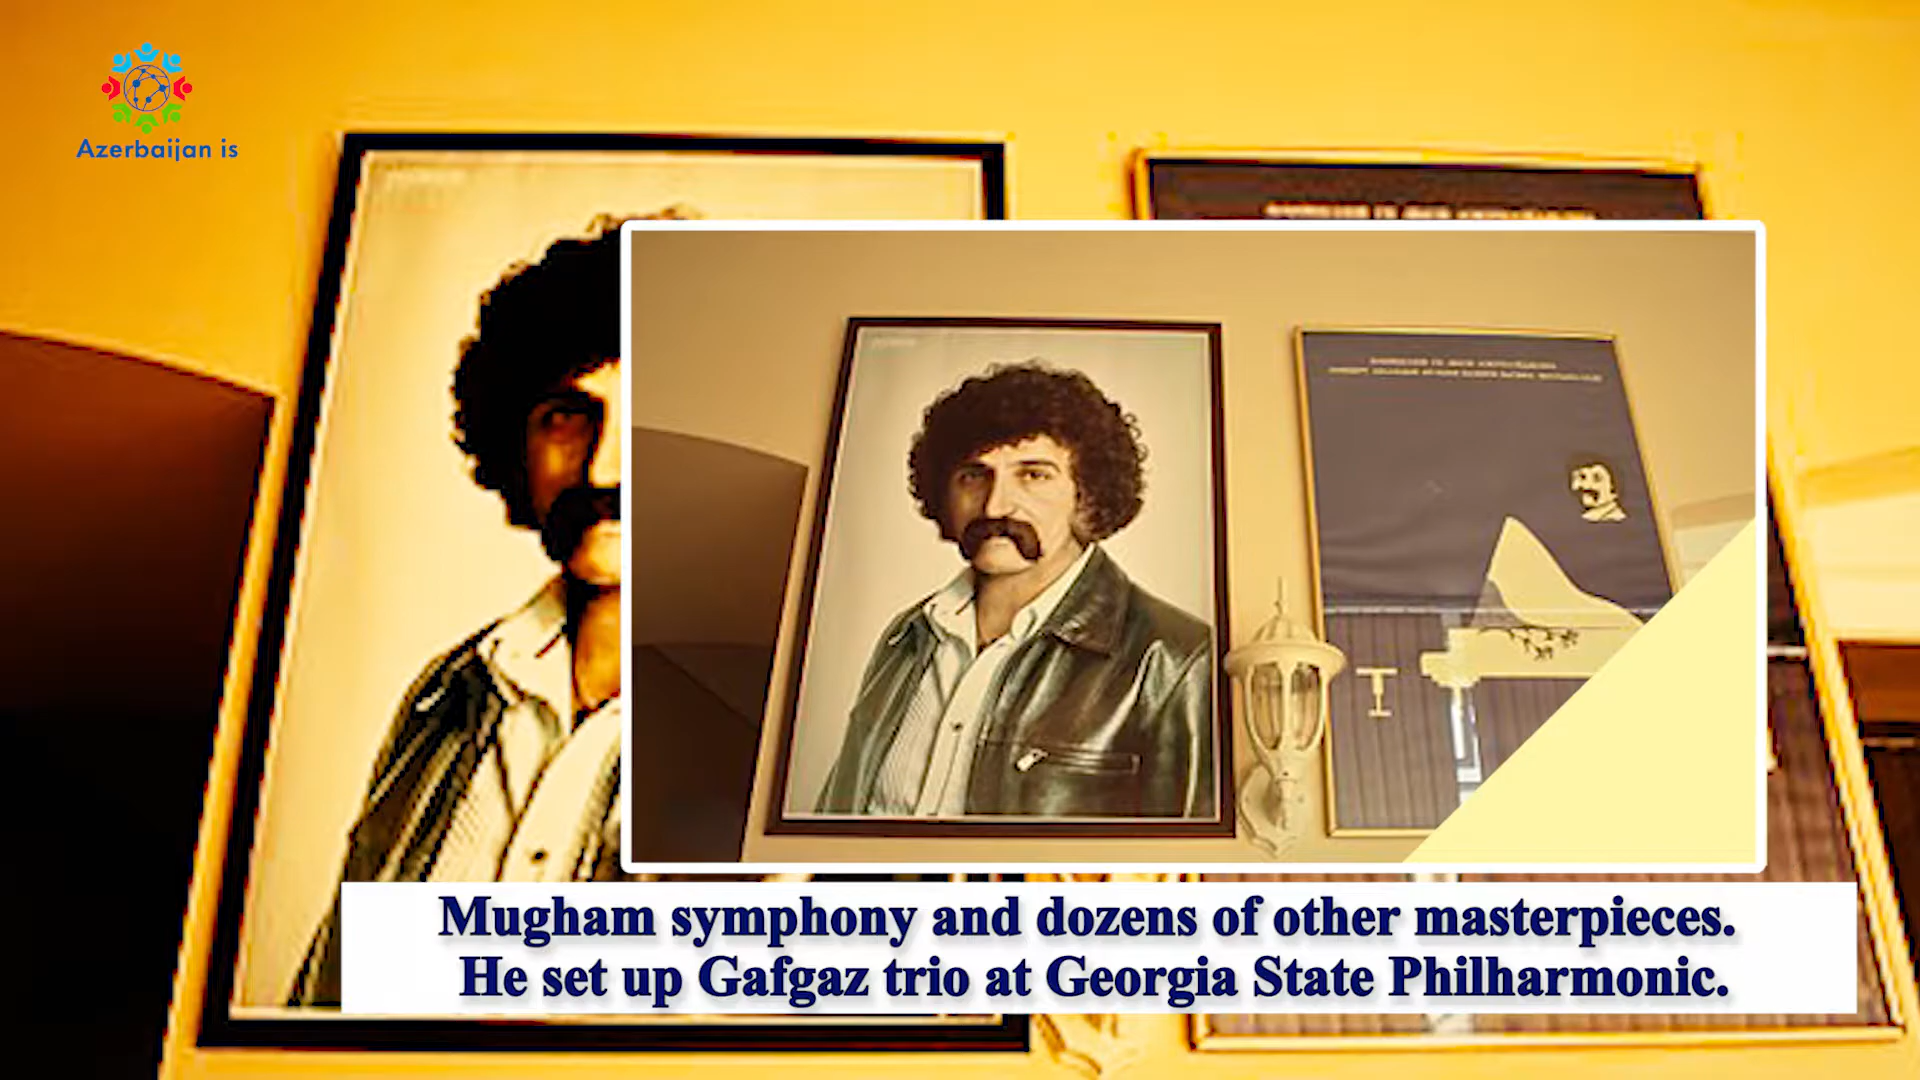 Azerbaijan is
Mugham symphony and dozens of other masterpieces.
He set up Gafgaz trio at Georgia State Philharmonic.